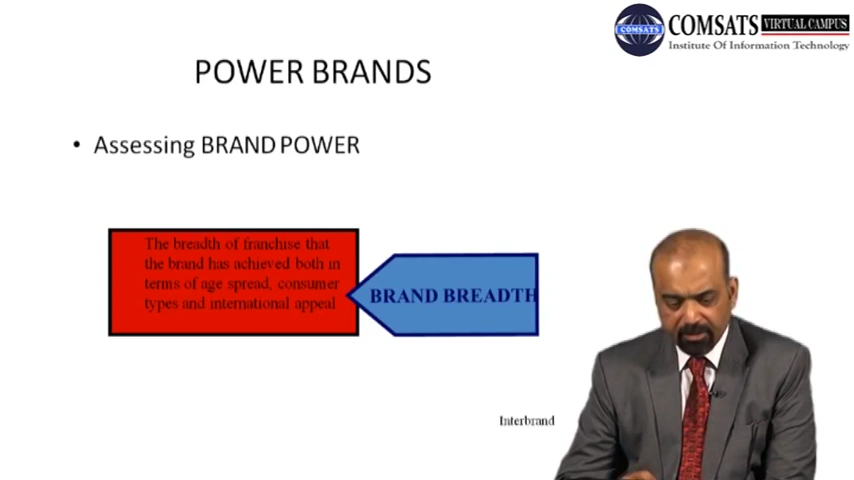 COMSATS
COMSATS VIRTUAL CAMPUS
Institute Of Information Technology
POWER BRANDS
• Assessing BRAND POWER
The breadth of franchise that
the brand has achieved both in
terms of age spread, consumer
types and international appeal
BRAND BREADTH
Interbrand